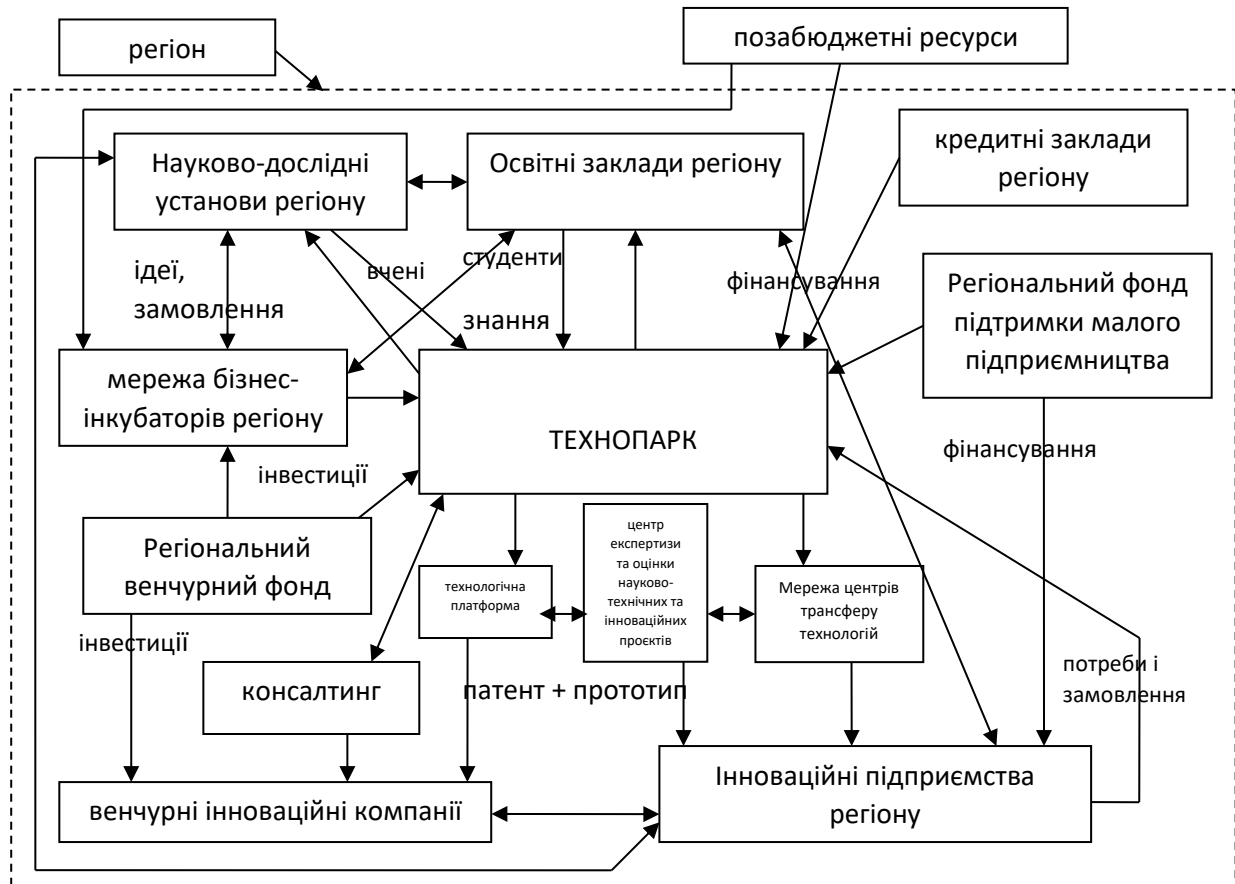 регіон
позабюджетні ресурси
Науково-дослідні
установи регіону
Освітні заклади регіону
кредитні заклади
регіону
ідеї,
замовлення
вчені
студенти
знання
фінансування
Регіональний фонд
підтримки малого
підприємництва
мережа бізнес-
інкубаторів регіону
ТЕХНОПАРК
інвестиції
фінансування
Регіональний
венчурний фонд
технологічна
платформа
центр
експертизи
та оцінки
науково-
технічних та
інноваційних
проєктів
Мережа центрів
трансферу
технологій
інвестиції
консалтинг
патент + прототип
потреби і
замовлення
венчурні інноваційні компанії
Інноваційні підприємства
регіону